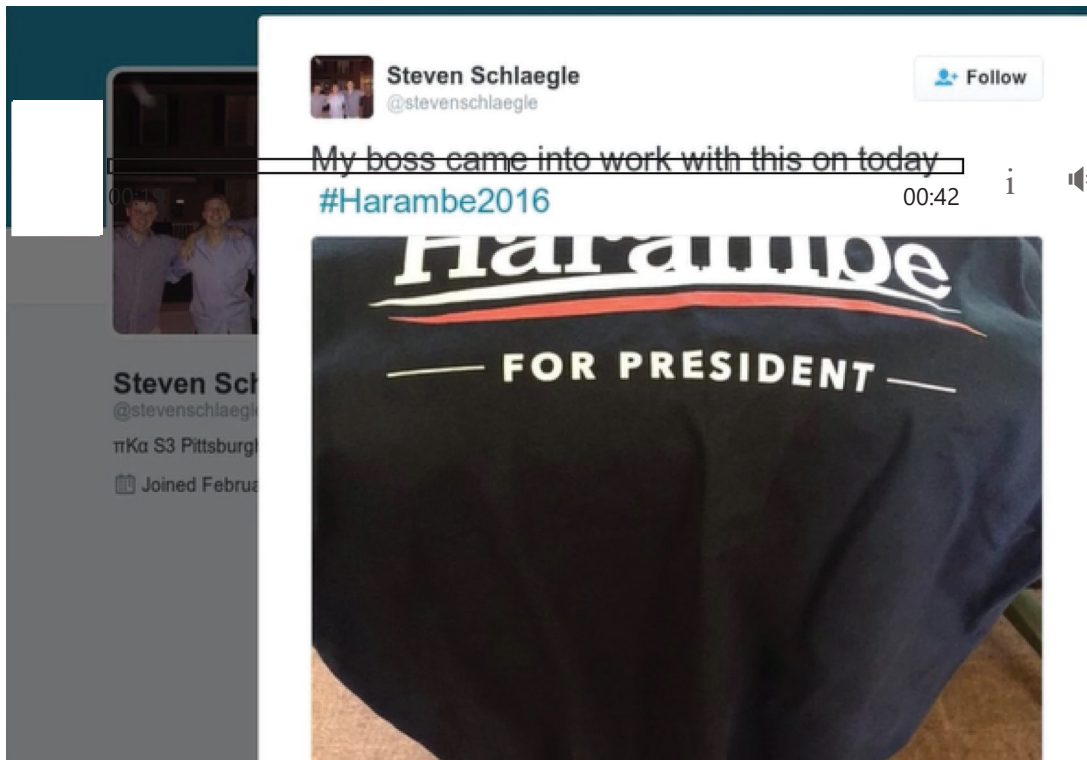 Steven Schlaegle
@stevenschlaegle
Follow
My boss came into work with this on today
#Harambe2016
00:42
i
Harambe
FOR PRESIDENT
Steven Sch
@stevenschlaegle
πKα S3 Pittsburgh
Joined Februa